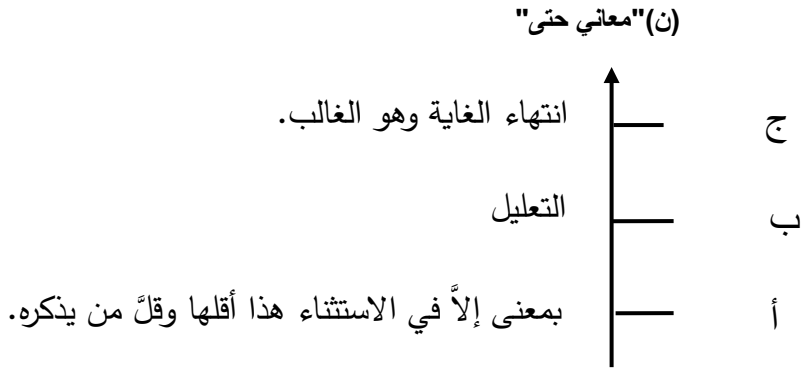 (ن)"معاني حتى"
ج انتهاء الغاية وهو الغالب.
ب التعليل
أ بمعنى إلاَّ في الاستثناء هذا أقلها وقلَّ من يذكره.